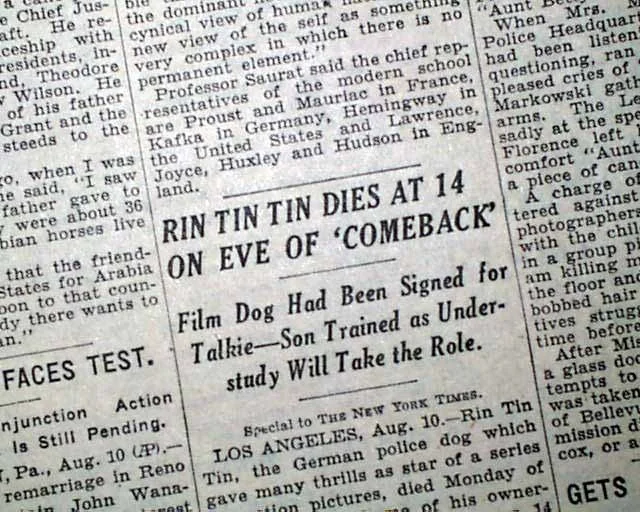 e Chief Jus-
aft. He re-
ceship with
residents, in-
nd, Theodore
Wilson. He
of his father
Grant and the
steeds to the
go, when I was
he said, "I saw
father gave to
were about 36
bian horses live
that the friend-
States for Arabia
oon to that coun-
dy, there wants to
an."
FACES TEST.
njunction Action
Is Still Pending.
, Pa., Aug. 10 (AP).—
remarriage in Reno
in John Wana-
the dominant
cynical view of human
new view of the self as something
very complex in which there is no
permanent element."
Professor Saurat said the chief rep-
resentatives of the modern school
are Proust and Mauriac in France,
Kafka in Germany, Hemingway in
the United States and Lawrence,
Joyce, Huxley and Hudson in Eng-
land.
RIN TIN TIN DIES AT 14
ON EVE OF 'COMEBACK'
Film Dog Had Been Signed for
Talkie—Son Trained as Under-
study Will Take the Role.
Special to THE NEW YORK TIMES.
LOS ANGELES, Aug. 10.—Rin Tin
Tin, the German police dog which
gave many thrills as star of a series
tion pictures, died Monday of
e of his owner-
14
"Aunt
When Mrs.
Police Headquar
had been listen
questioning, ran
pleased cries of
Markowski gath
arms. The L
sadly at the spe
Florence left
comfort "Aunt
a piece of can
A charge of
tered against
photographer
with the chil
in a group p
am killing m
the floor and
bobbed hair
tives strugg
time before
After Mis
a glass do
tempts to
was taken
of Bellev
mission d
cox, or a
GETS